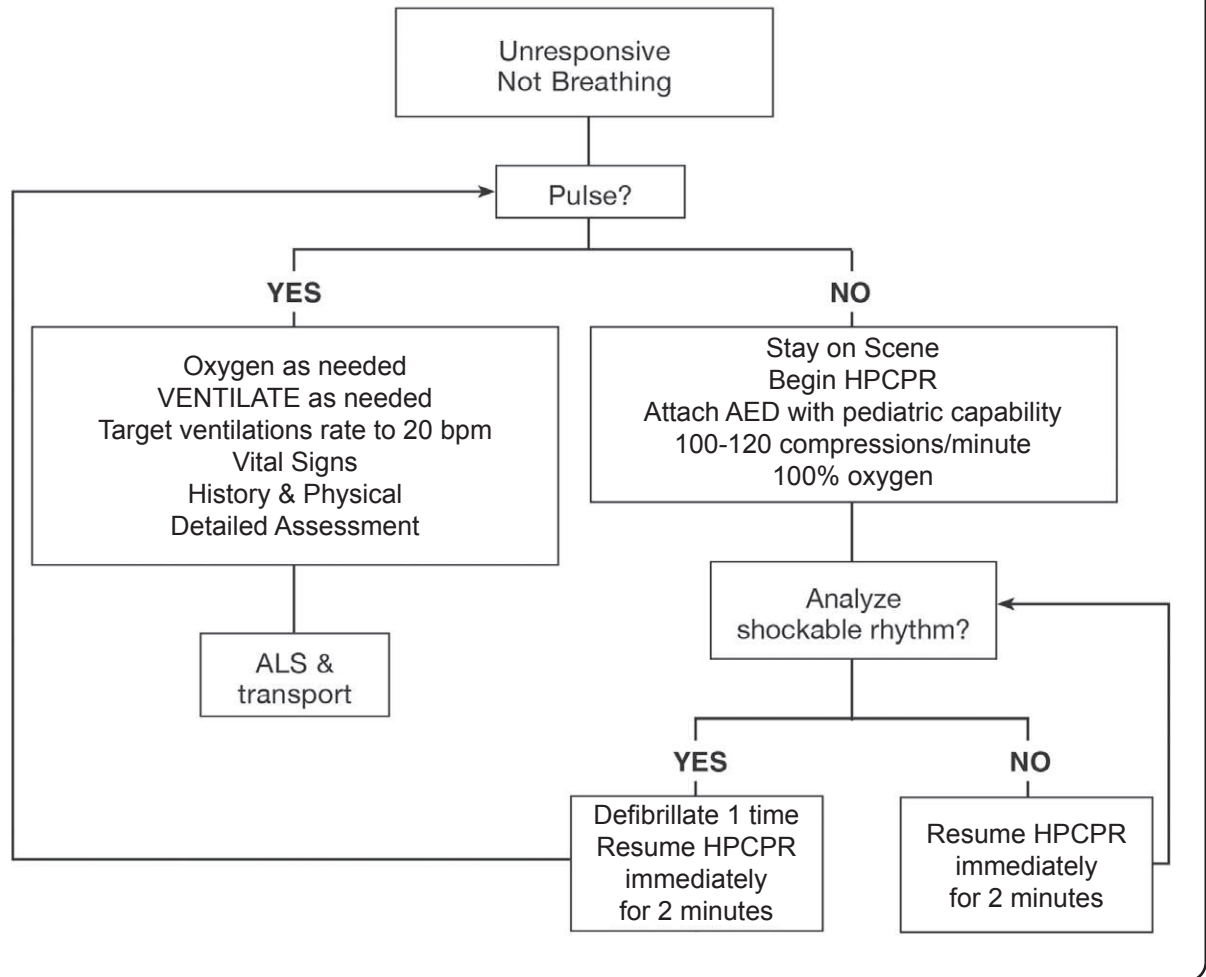 Unresponsive
Not Breathing
Pulse?
YES
NO
Oxygen as needed
VENTILATE as needed
Target ventilations rate to 20 bpm
Vital Signs
History & Physical
Detailed Assessment
Stay on Scene
Begin HPCPR
Attach AED with pediatric capability
100-120 compressions/minute
100% oxygen
ALS &
transport
Analyze
shockable rhythm?
YES
NO
Defibrillate 1 time
Resume HPCPR
immediately
for 2 minutes
Resume HPCPR
immediately
for 2 minutes